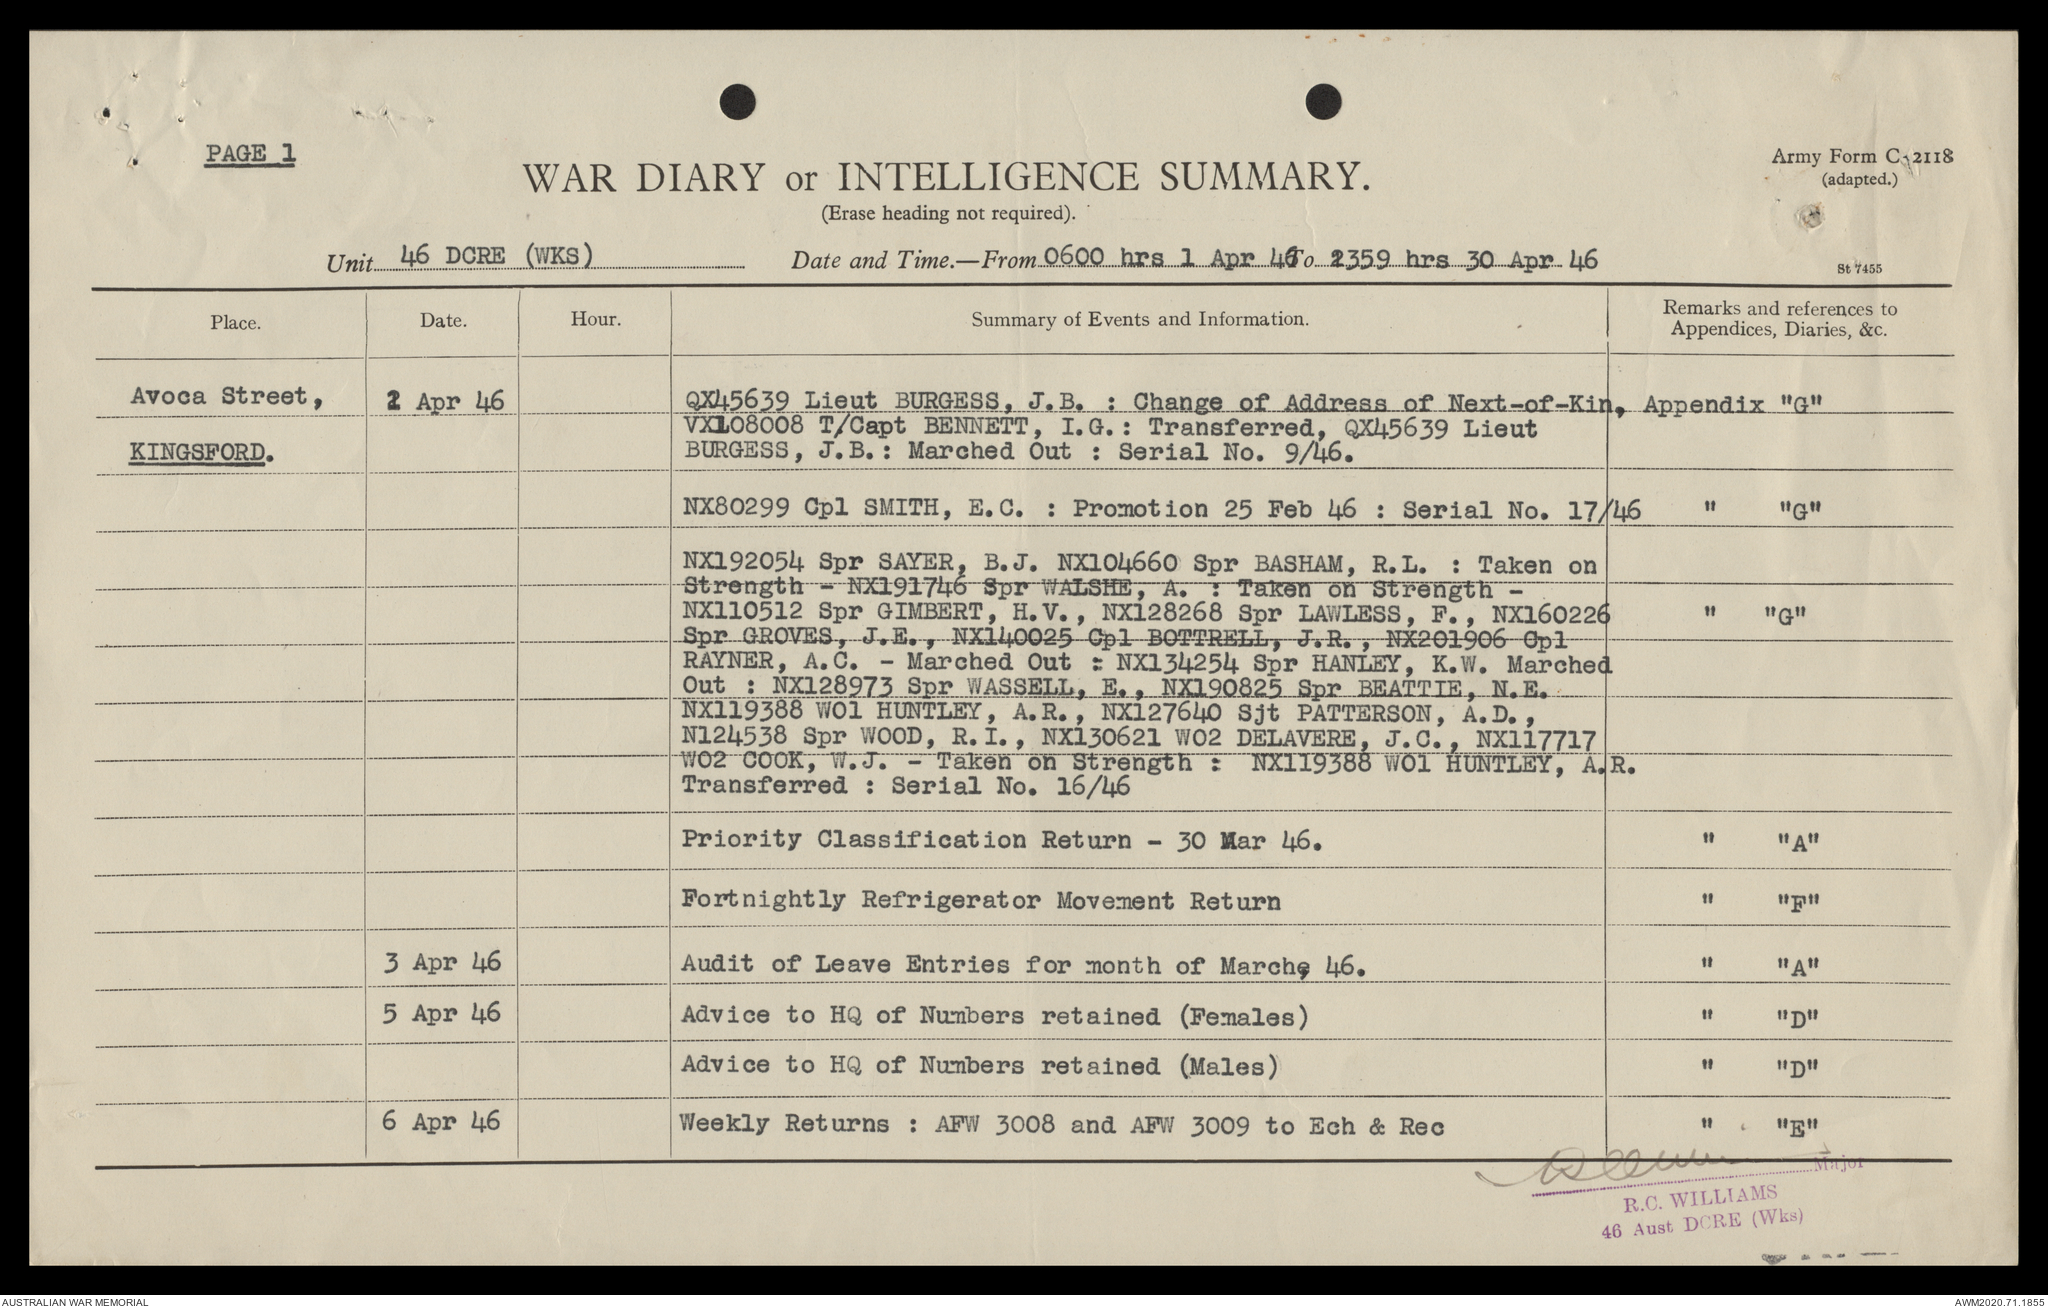 PAGE 1
Army Form C-2118
(adapted.)
WAR DIARY or INTELLIGENCE SUMMARY.
(Erase heading not required).
Unit 46 DCRE (WKS) Date and Time.—From 0600 hrs 1 Apr 46 To 2359 hrs 30 Apr 46
St 7455
Place. Date. Hour. Summary of Events and Information. Remarks and references to
Appendices, Diaries, &c.
Avoca Street, 2 Apr 46 QX45639 Lieut BURGESS, J.B. : Change of Address of Next-of-Kin, Appendix "G"
VX108008 T/Capt BENNETT, I.G.: Transferred, QX45639 Lieut
KINGSFORD. BURGESS, J.B.: Marched Out : Serial No. 9/46.
NX80299 Cpl SMITH, E.C. : Promotion 25 Feb 46 : Serial No. 17/46 " "G"
NX192054 Spr SAYER, B.J. NX104660 Spr BASHAM, R.L. : Taken on
Strength - NX191746 Spr WALSHE, A. : Taken on Strength -
NX110512 Spr GIMBERT, H.V., NX128268 Spr LAWLESS, F., NX160226 " "G"
Spr GROVES, J.E., NX140025 Cpl BOTTRELL, J.R., NX201906 Cpl
RAYNER, A.C. - Marched Out : NX134254 Spr HANLEY, K.W. Marched
Out : NX128973 Spr WASSELL, E., NX190825 Spr BEATTIE, N.E.
NX119388 WO1 HUNTLEY, A.R., NX127640 Sjt PATTERSON, A.D.,
N124538 Spr WOOD, R.I., NX130621 WO2 DELAVERE, J.C., NX117717
WO2 COOK, W.J. - Taken on Strength : NX119388 WO1 HUNTLEY, A.R.
Transferred : Serial No. 16/46
Priority Classification Return - 30 Mar 46. " "A"
Fortnightly Refrigerator Movement Return " "F"
3 Apr 46 Audit of Leave Entries for month of March, 46. " "A"
5 Apr 46 Advice to HQ of Numbers retained (Females) " "D"
Advice to HQ of Numbers retained (Males) " "D"
6 Apr 46 Weekly Returns : AFW 3008 and AFW 3009 to Ech & Rec " "E"
Major
R.C. WILLIAMS
46 Aust DCRE (Wks)
AUSTRALIAN WAR MEMORIAL
AWM2020.71.1855